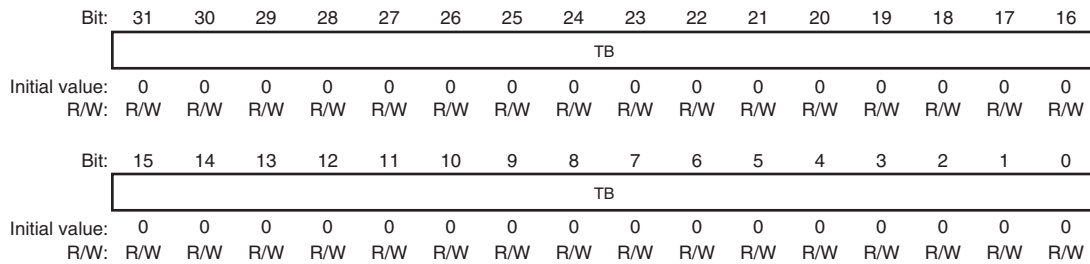 Bit: 31 30 29 28 27 26 25 24 23 22 21 20 19 18 17 16
TB
Initial value: 0 0 0 0 0 0 0 0 0 0 0 0 0 0 0 0
R/W: R/W R/W R/W R/W R/W R/W R/W R/W R/W R/W R/W R/W R/W R/W R/W R/W
Bit: 15 14 13 12 11 10 9 8 7 6 5 4 3 2 1 0
TB
Initial value: 0 0 0 0 0 0 0 0 0 0 0 0 0 0 0 0
R/W: R/W R/W R/W R/W R/W R/W R/W R/W R/W R/W R/W R/W R/W R/W R/W R/W